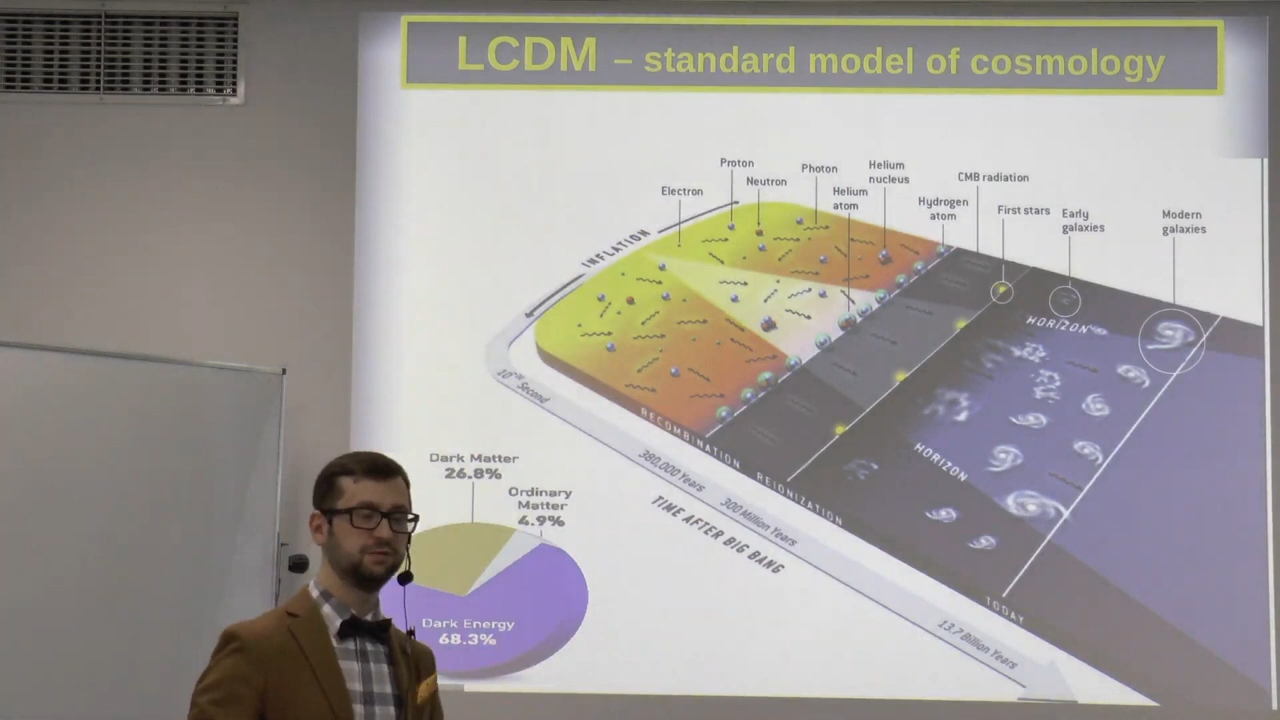 LCDM – standard model of cosmology
Proton
Photon
Helium
nucleus
CMB radiation
Electron
Neutron
Helium
atom
Hydrogen
atom
First stars
Early
galaxies
Modern
galaxies
INFLATION
HORIZON
HORIZON
Second
RECOMBINATION
REIONIZATION
380,000 Years
300 Million Years
TIME AFTER BIG BANG
TODAY
13.7 Billion Years
Dark Matter
26.8%
Ordinary
Matter
4.9%
Dark Energy
68.3%